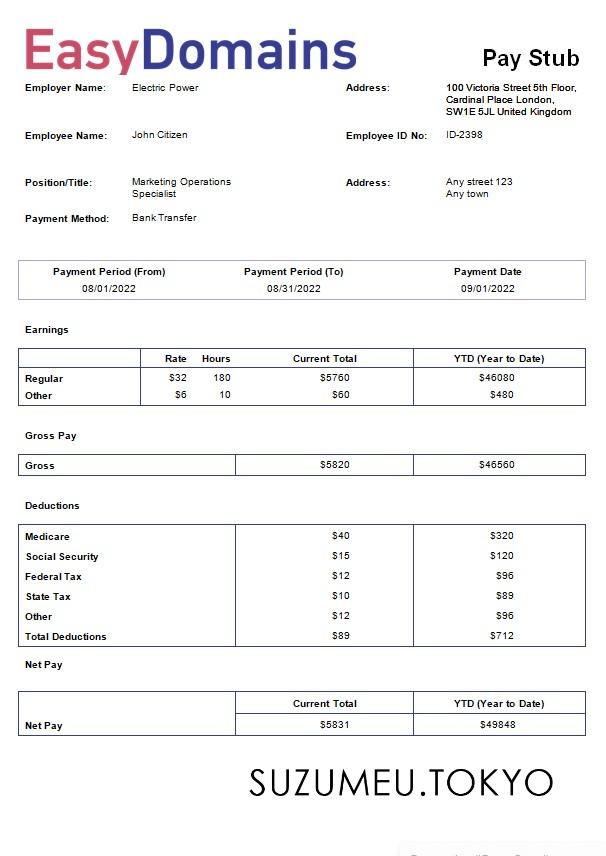 EasyDomains
Pay Stub
Employer Name: Electric Power Address: 100 Victoria Street 5th Floor,
Cardinal Place London,
SW1E 5JL United Kingdom
Employee Name: John Citizen Employee ID No: ID-2398
Position/Title: Marketing Operations Address: Any street 123
Specialist Any town
Payment Method: Bank Transfer
Payment Period (From) Payment Period (To) Payment Date
08/01/2022 08/31/2022 09/01/2022
Earnings
Rate Hours Current Total YTD (Year to Date)
Regular $32 180 $5760 $46080
Other $6 10 $60 $480
Gross Pay
Gross $5820 $46560
Deductions
Medicare $40 $320
Social Security $15 $120
Federal Tax $12 $96
State Tax $10 $89
Other $12 $96
Total Deductions $89 $712
Net Pay
Current Total YTD (Year to Date)
Net Pay $5831 $49848
SUZUMEU.TOKYO